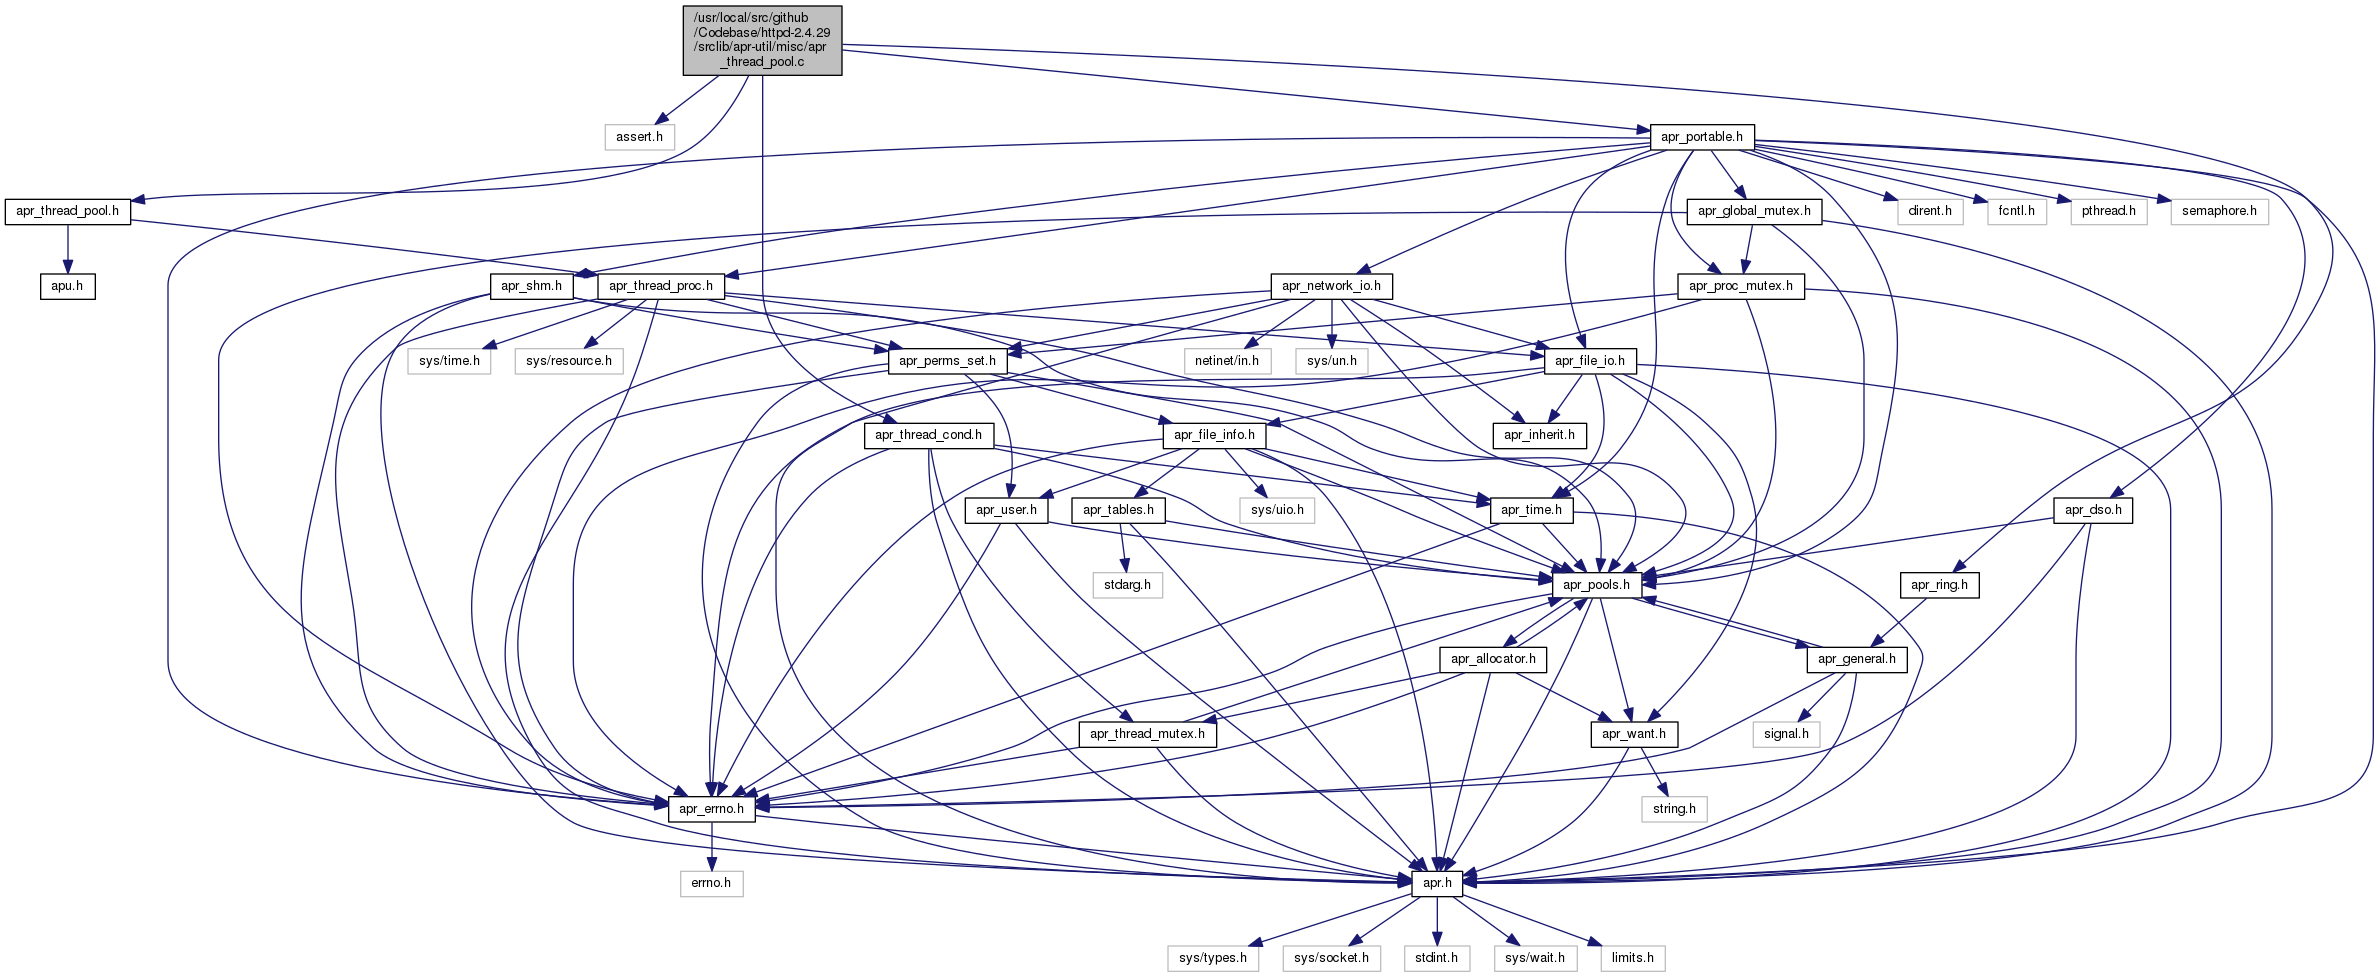 /usr/local/src/github
/Codebase/httpd-2.4.29
/srclib/apr-util/misc/apr
_thread_pool.c
assert.h
apr_portable.h
apr_thread_pool.h
apr_global_mutex.h
dirent.h
fcntl.h
pthread.h
semaphore.h
apu.h
apr_shm.h
apr_thread_proc.h
apr_network_io.h
apr_proc_mutex.h
sys/time.h
sys/resource.h
apr_perms_set.h
netinet/in.h
sys/un.h
apr_file_io.h
apr_thread_cond.h
apr_file_info.h
apr_inherit.h
apr_user.h
apr_tables.h
sys/uio.h
apr_time.h
apr_dso.h
stdarg.h
apr_pools.h
apr_ring.h
apr_allocator.h
apr_general.h
apr_thread_mutex.h
apr_want.h
signal.h
apr_errno.h
string.h
errno.h
apr.h
sys/types.h
sys/socket.h
stdint.h
sys/wait.h
limits.h